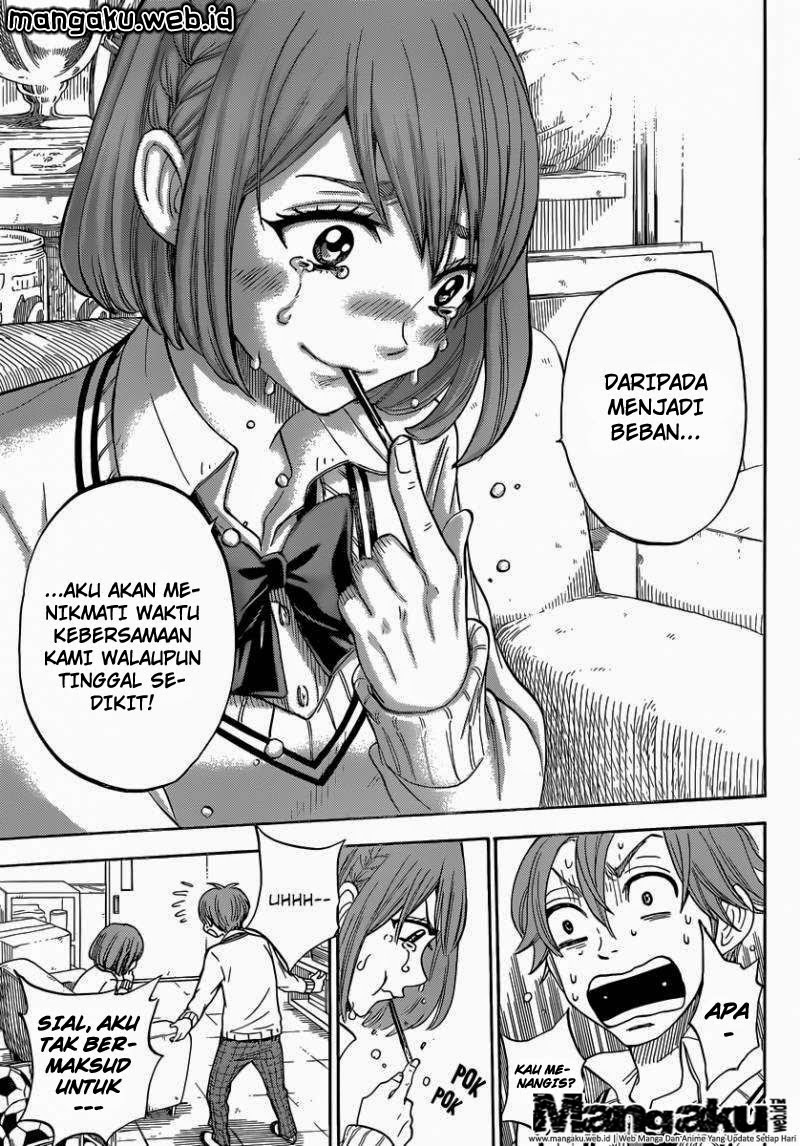 mangaku.web.id
DARIPADA
MENJADI
BEBAN...
...AKU AKAN ME-
NIKMATI WAKTU
KEBERSAMAAN
KAMI WALAUPUN
TINGGAL SE-
DIKIT!
APA
-
KAU ME-
NANGIS?
POK
POK
UHHH--
SIAL, AKU
TAK BER-
MAKSUD
UNTUK
---
Mangaku
www.mangaku.web.id | Web Manga Dan Anime Yang Update Setiap Hari